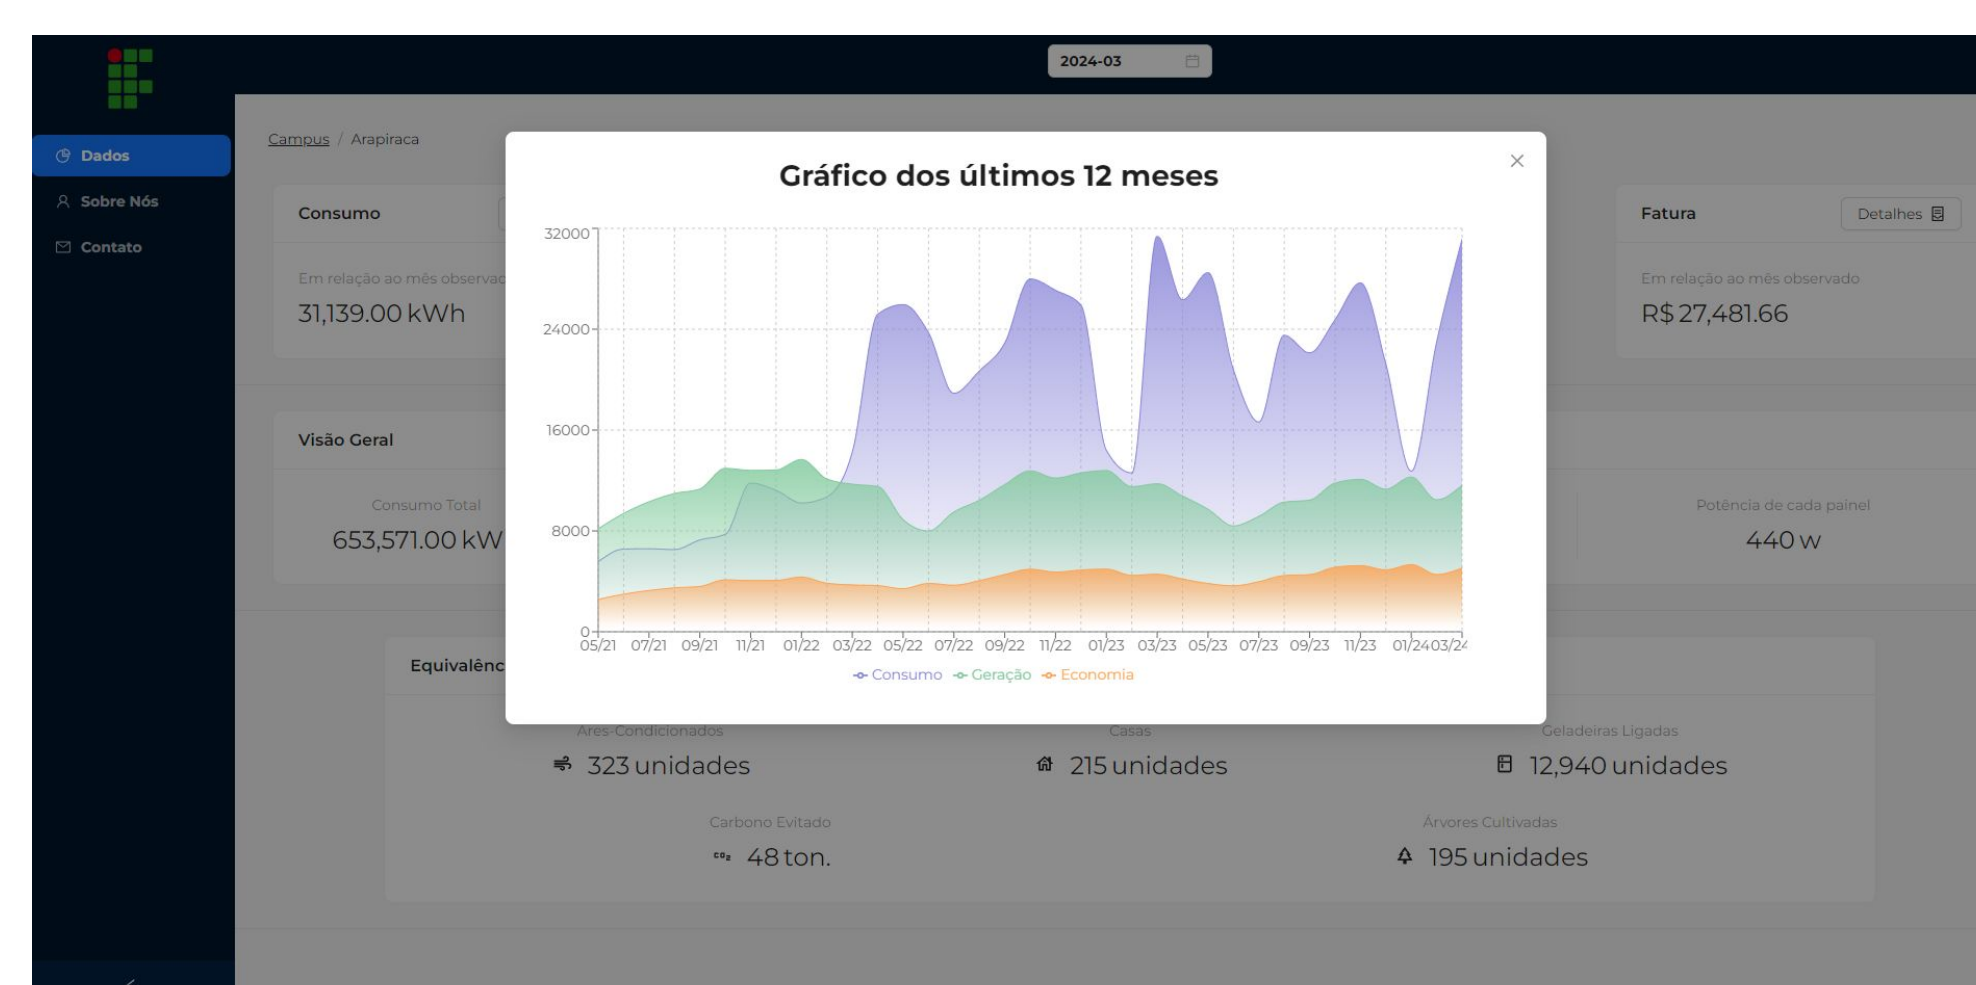 2024-03
Campus / Arapiraca
Dados
Sobre Nós
Contato
Consumo
Em relação ao mês
31,139.00 kWh
Gráfico dos últimos 12 meses
32000
24000
16000
8000
0
05/21 07/21 09/21 11/21 01/22 03/22 05/22 07/22 09/22 11/22 01/23 03/23 05/23 07/23 09/23 11/23 01/24 03/24
Consumo Geração Economia
Fatura
Detalhes
Em relação ao mês observado
R$ 27,481.66
Visão Geral
Consumo Total
653,571.00 kW
Potência de cada painel
440 w
Ares-Condicionados
323 unidades
Casas
215 unidades
Geladeiras Ligadas
12,940 unidades
Carbono Evitado
CO₂ 48 ton.
Árvores Cultivadas
195 unidades